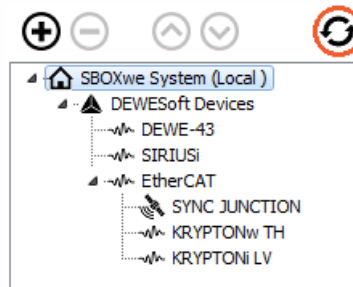 SBOXwe System (Local )
DEWESoft Devices
DEWE-43
SIRIUSi
EtherCAT
SYNC JUNCTION
KRYPTONw TH
KRYPTONi LV